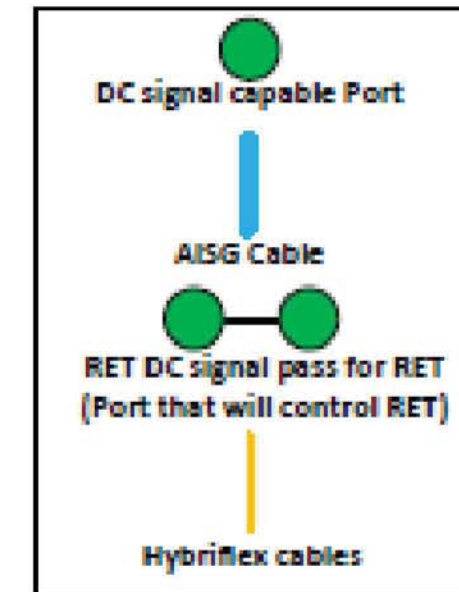 DC signal capable Port
AISG Cable
RET DC signal pass for RET
(Port that will control RET)
Hybriflex cables